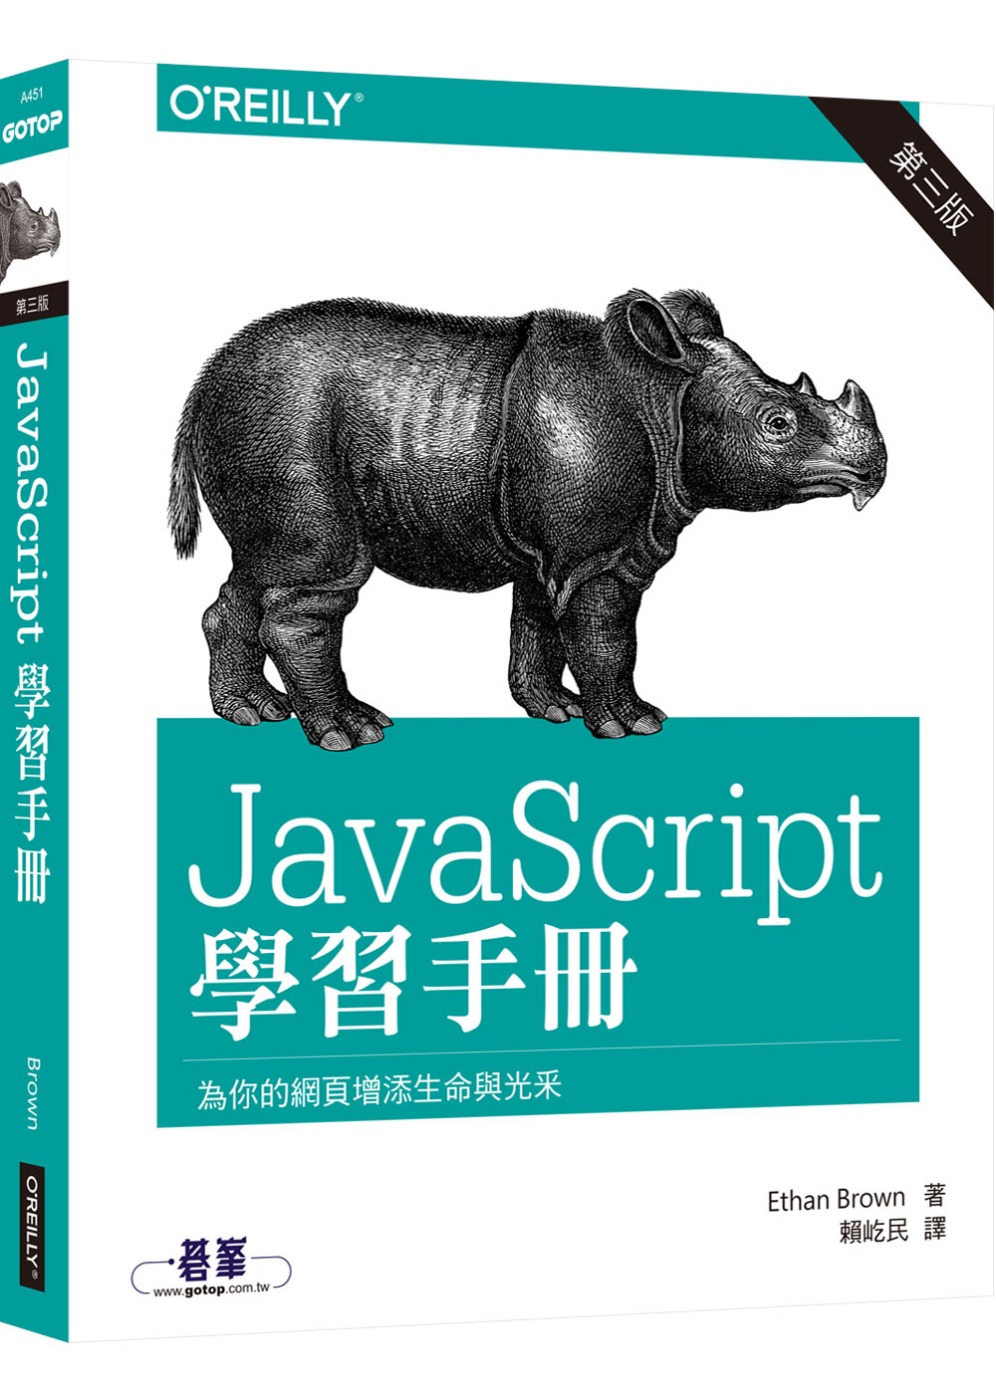 A451
GOTOP
第三版
JavaScript 學習手冊
Brown
O'REILLY®
O'REILLY®
第三版
JavaScript
學習手冊
為你的網頁增添生命與光采
Ethan Brown 著
賴屹民 譯
碁峯
www.gotop.com.tw